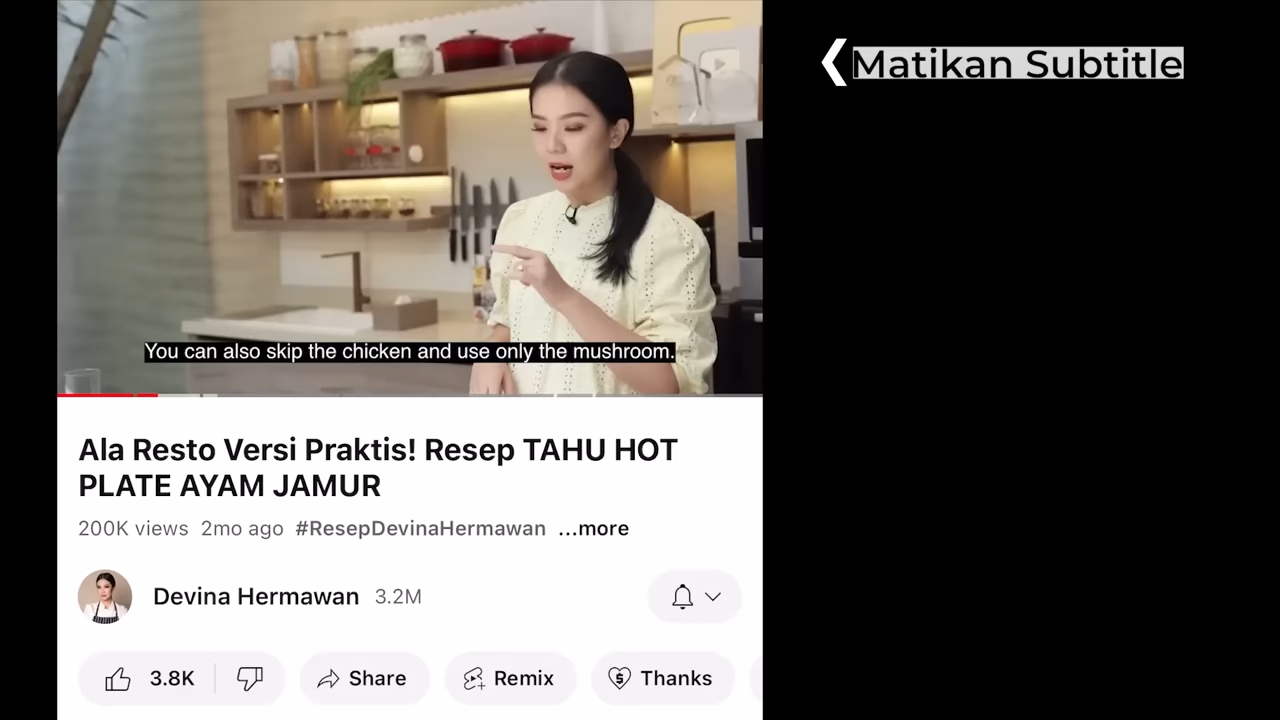 Matikan Subtitle
You can also skip the chicken and use only the mushroom.
Ala Resto Versi Praktis! Resep TAHU HOT
PLATE AYAM JAMUR
200K views 2mo ago #ResepDevinaHermawan ...more
Devina Hermawan 3.2M
3.8K Share Remix Thanks